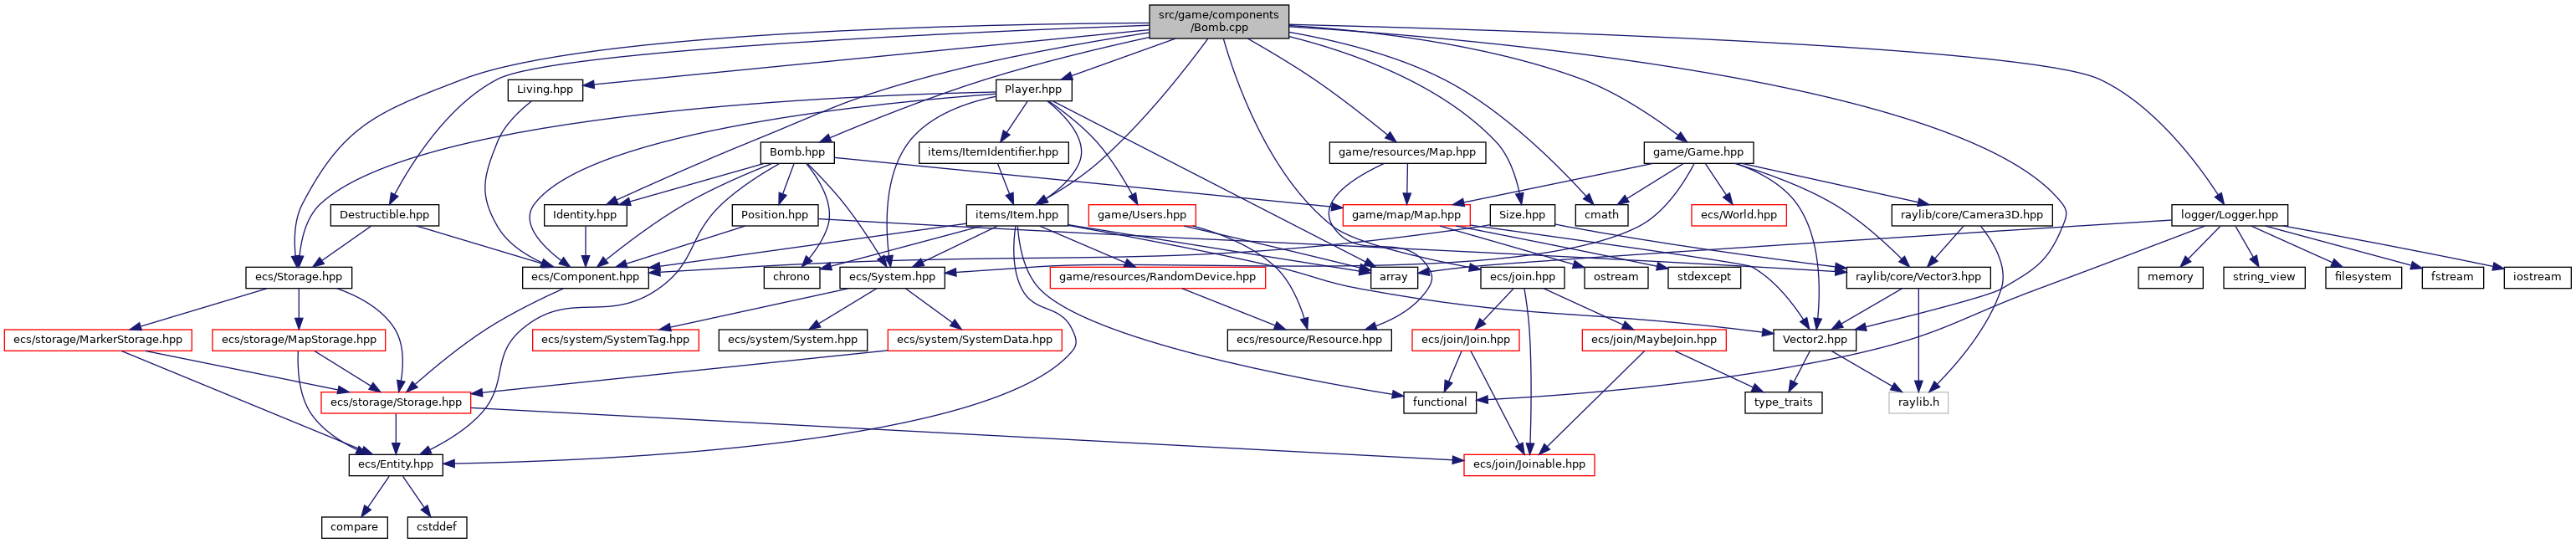 src/game/components
/Bomb.cpp
Living.hpp
Player.hpp
Bomb.hpp
items/ItemIdentifier.hpp
game/resources/Map.hpp
game/Game.hpp
Destructible.hpp
Identity.hpp
Position.hpp
items/Item.hpp
game/Users.hpp
game/map/Map.hpp
Size.hpp
cmath
ecs/World.hpp
raylib/core/Camera3D.hpp
logger/Logger.hpp
ecs/Storage.hpp
ecs/Component.hpp
chrono
ecs/System.hpp
game/resources/RandomDevice.hpp
array
ecs/join.hpp
ostream
stdexcept
raylib/core/Vector3.hpp
memory
string_view
filesystem
fstream
iostream
ecs/storage/MarkerStorage.hpp
ecs/storage/MapStorage.hpp
ecs/system/SystemTag.hpp
ecs/system/System.hpp
ecs/system/SystemData.hpp
ecs/resource/Resource.hpp
ecs/join/Join.hpp
ecs/join/MaybeJoin.hpp
Vector2.hpp
ecs/storage/Storage.hpp
functional
type_traits
raylib.h
ecs/Entity.hpp
ecs/join/Joinable.hpp
compare
cstddef